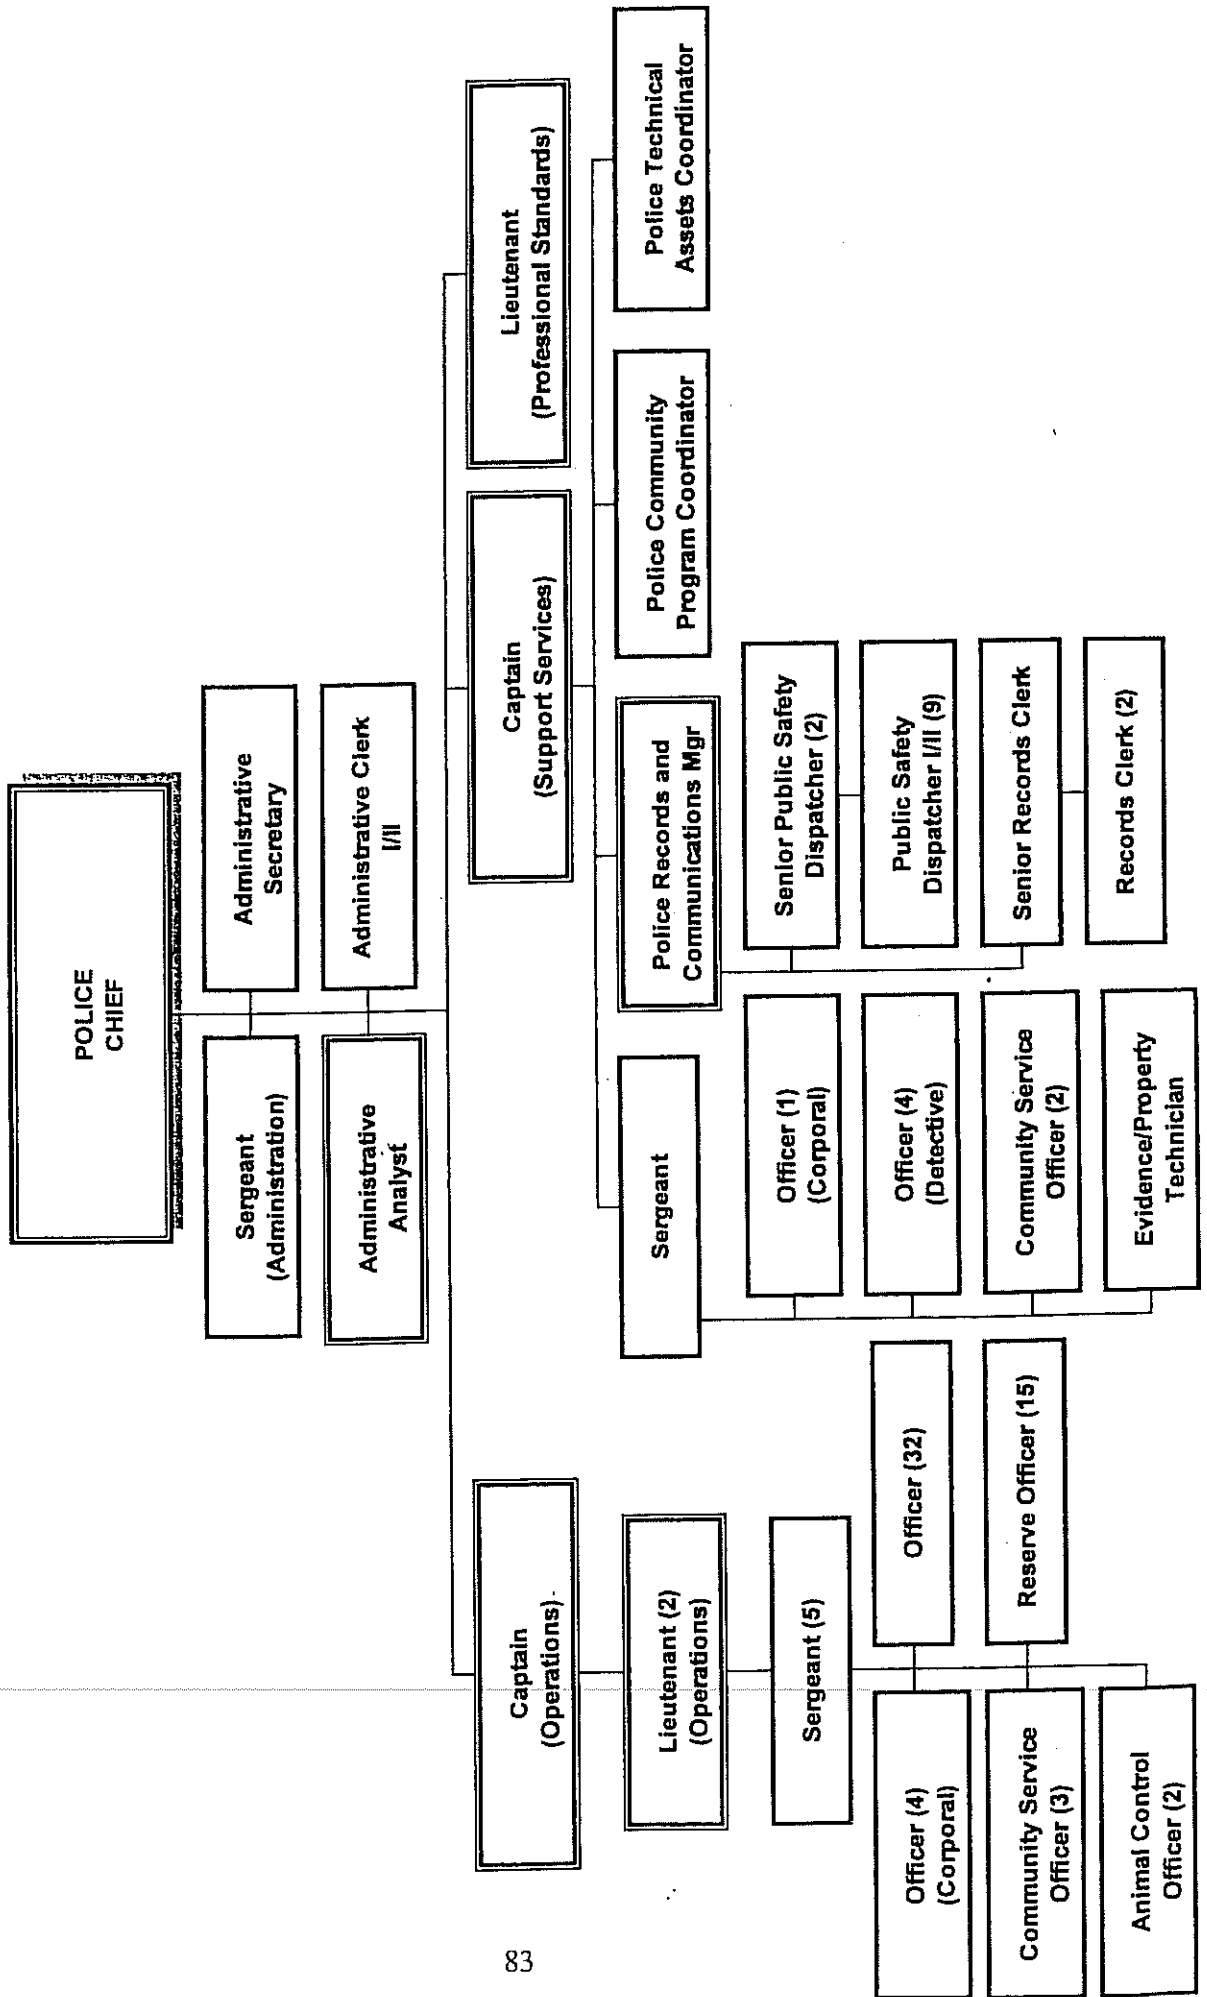 POLICE
CHIEF
Sergeant
(Administration)
Administrative
Secretary
Administrative
Analyst
Administrative Clerk
I/II
Captain
(Operations)
Captain
(Support Services)
Lieutenant
(Professional Standards)
Lieutenant (2)
(Operations)
Sergeant (5)
Officer (4)
(Corporal)
Officer (32)
Community Service
Officer (3)
Reserve Officer (15)
Animal Control
Officer (2)
Sergeant
Officer (1)
(Corporal)
Officer (4)
(Detective)
Community Service
Officer (2)
Evidence/Property
Technician
Police Records and
Communications Mgr
Senior Public Safety
Dispatcher (2)
Public Safety
Dispatcher I/II (9)
Senior Records Clerk
Records Clerk (2)
Police Community
Program Coordinator
Police Technical
Assets Coordinator
83